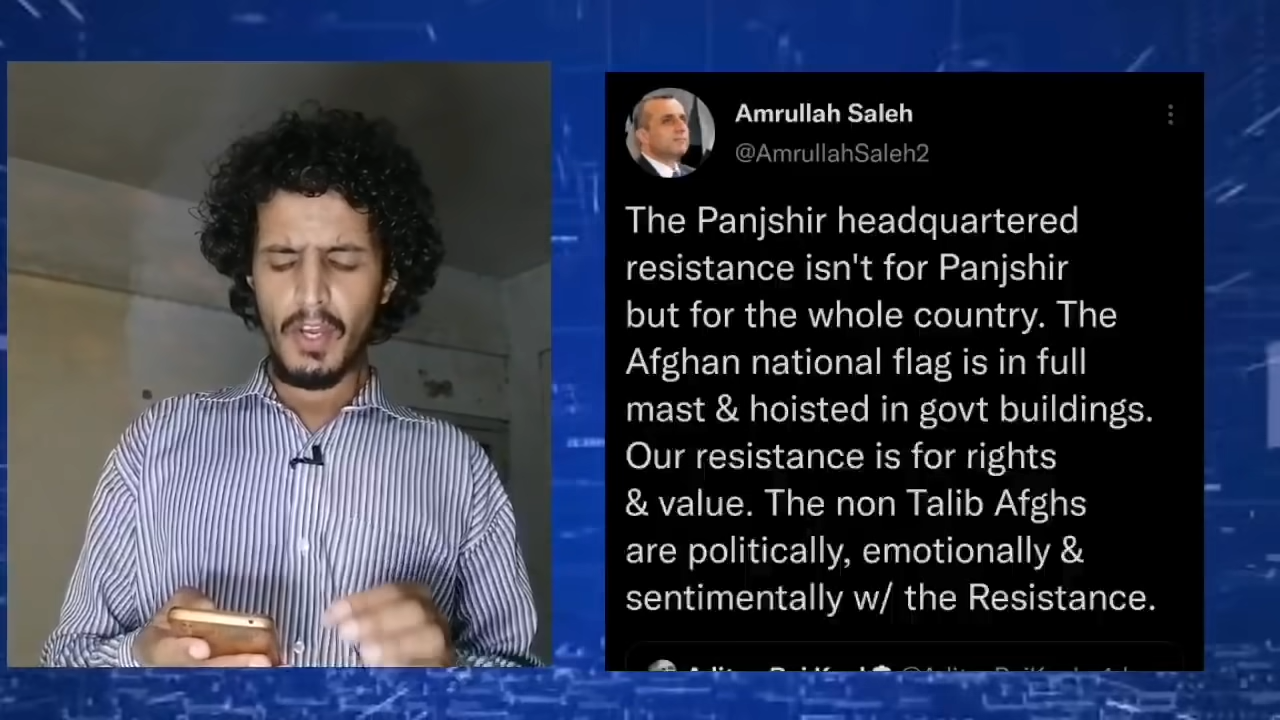 Amrullah Saleh
@AmrullahSaleh2
The Panjshir headquartered
resistance isn't for Panjshir
but for the whole country. The
Afghan national flag is in full
mast & hoisted in govt buildings.
Our resistance is for rights
& value. The non Talib Afghs
are politically, emotionally &
sentimentally w/ the Resistance.